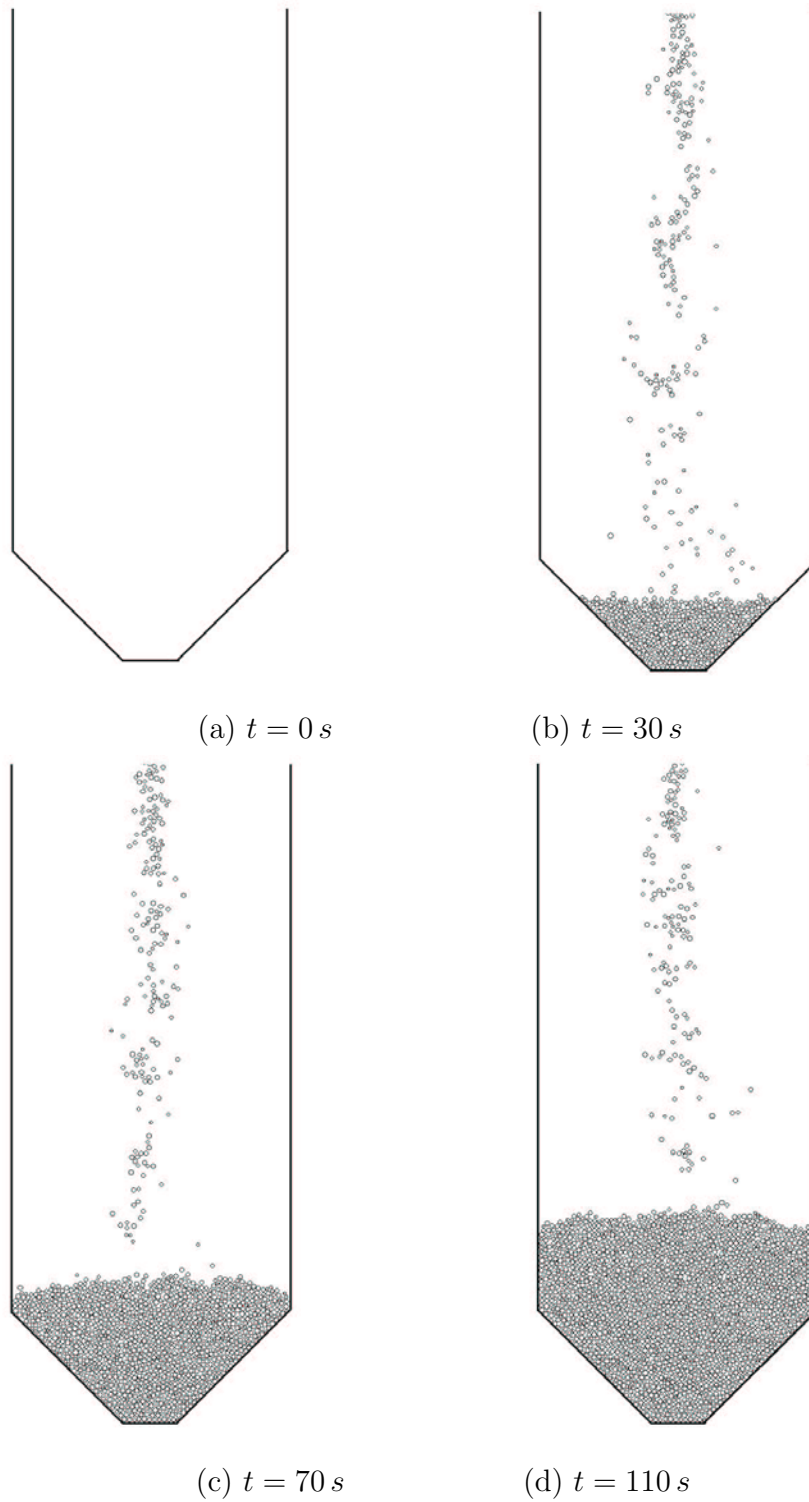 (a) t = 0 s
(b) t = 30 s
(c) t = 70 s
(d) t = 110 s